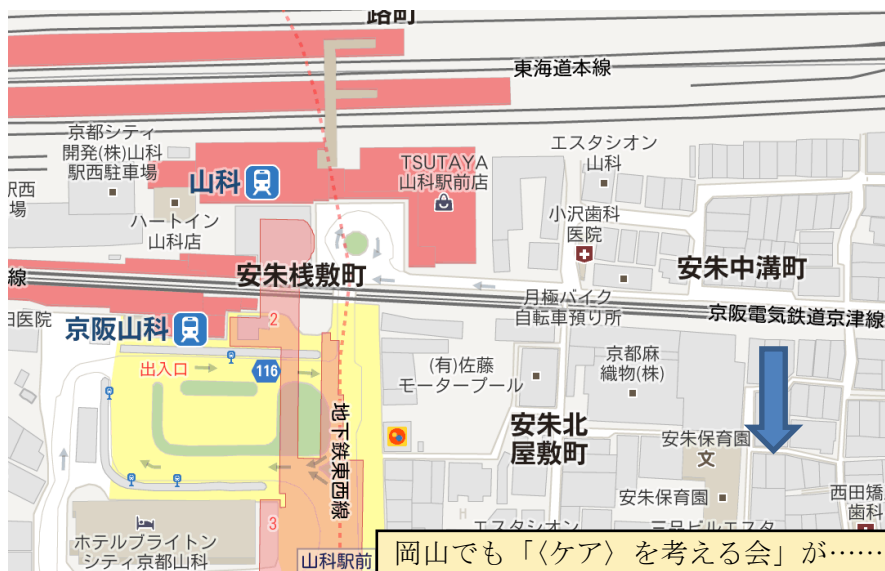 路町
東海道本線
京都シティ
開発(株)山科
駅西駐車場
山科
TSUTAYA
山科駅前店
エスタシオン
山科
駅西
場
ハートイン
山科店
小沢歯科
医院
安朱桟敷町
安朱中溝町
線
月極バイク
自転車預り所
京阪電気鉄道京津線
田医院
京阪山科
2
出入口
116
(有)佐藤
モータープール
京都麻
織物(株)
地下鉄東西線
安朱北
屋敷町
安朱保育園
文
安朱保育園
西田矯
歯科
3
ホテルブライトン
シティ京都山科
山科駅前
エスタシオン
三品ビルエスタ
岡山でも「〈ケア〉を考える会」が……